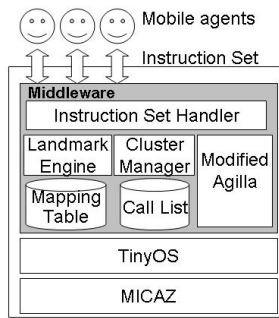 Mobile agents
Instruction Set
Middleware
Instruction Set Handler
Landmark
Engine
Cluster
Manager
Modified
Agilla
Mapping
Table
Call List
TinyOS
MICAZ